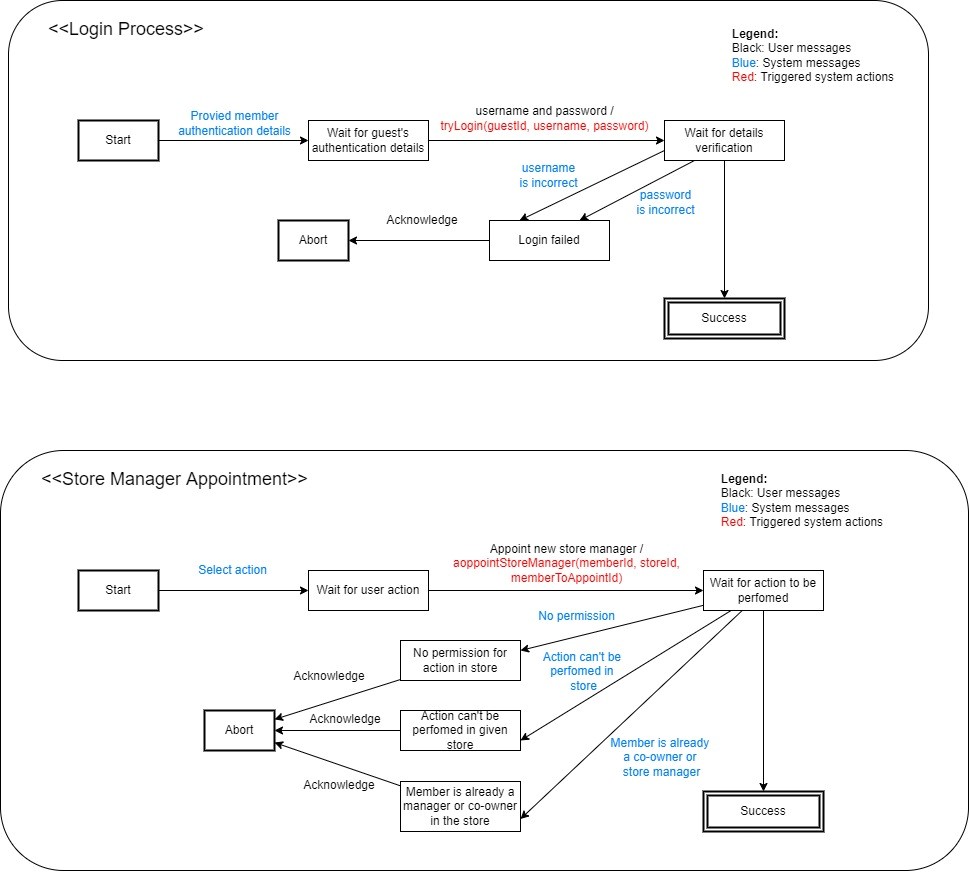 <<Login Process>>
Legend:
Black: User messages
Blue: System messages
Red: Triggered system actions
Start
Provied member
authentication details
Wait for guest's
authentication details
username and password /
tryLogin(guestId, username, password)
Wait for details
verification
username
is incorrect
password
is incorrect
Abort
Acknowledge
Login failed
Success
<<Store Manager Appointment>>
Legend:
Black: User messages
Blue: System messages
Red: Triggered system actions
Start
Select action
Wait for user action
Appoint new store manager /
aoppointStoreManager(memberId, storeId,
memberToAppointId)
Wait for action to be
perfomed
No permission
No permission for
action in store
Action can't be
perfomed in
store
Acknowledge
Abort
Acknowledge
Action can't be
perfomed in given
store
Member is already
a co-owner or
store manager
Acknowledge
Member is already a
manager or co-owner
in the store
Success